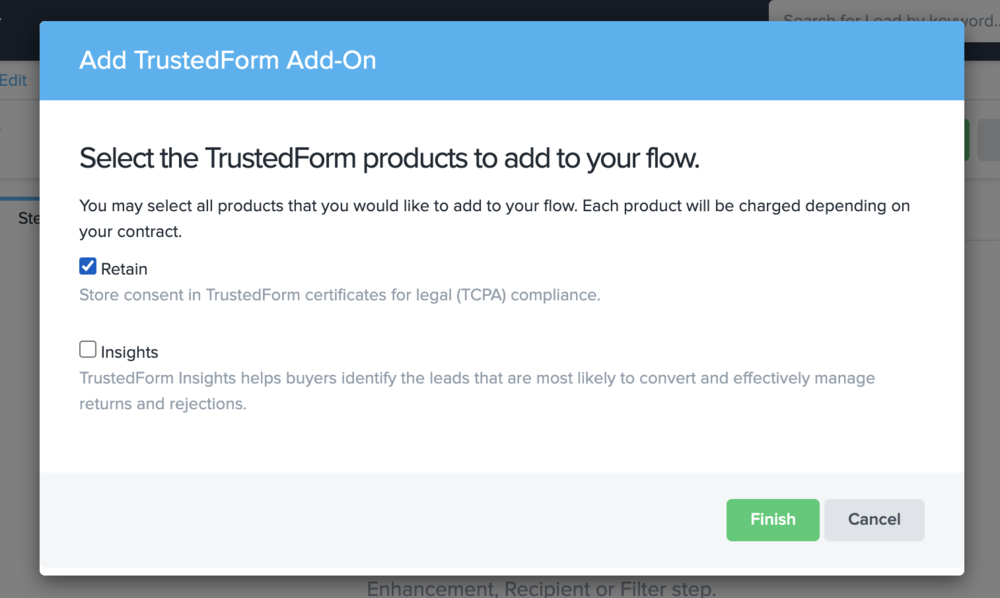 Search for Lead by keyword...
Add TrustedForm Add-On
Edit
Select the TrustedForm products to add to your flow.
You may select all products that you would like to add to your flow. Each product will be charged depending on
your contract.
Retain
Store consent in TrustedForm certificates for legal (TCPA) compliance.
Insights
TrustedForm Insights helps buyers identify the leads that are most likely to convert and effectively manage
returns and rejections.
Finish
Cancel
Enhancement, Recipient or Filter step.